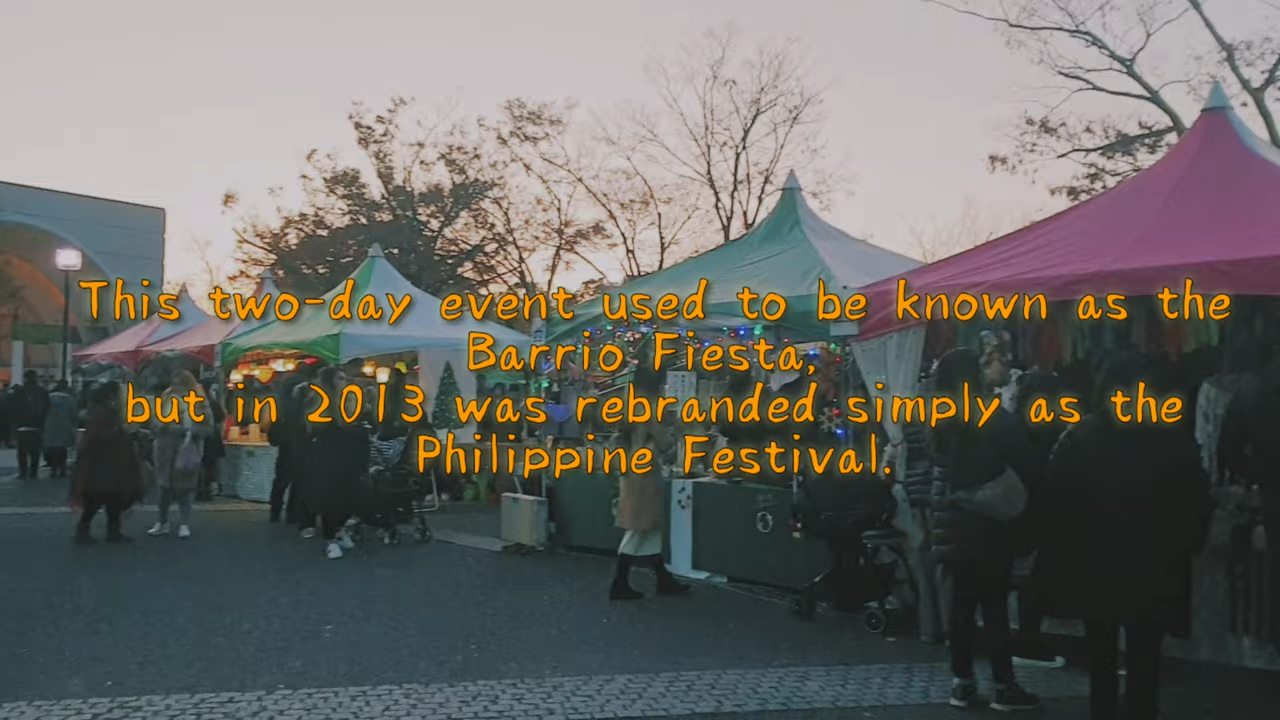 This two-day event used to be known as the
Barrio Fiesta,
but in 2013 was rebranded simply as the
Philippine Festival.